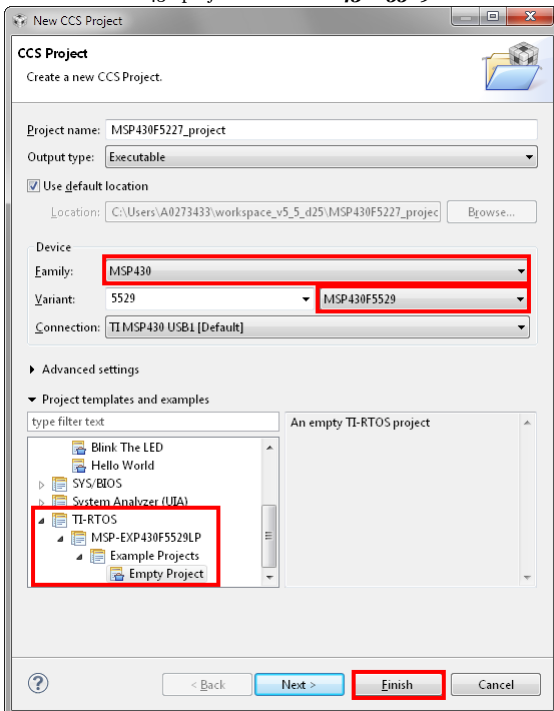 New CCS Project
CCS Project
Create a new CCS Project.
Project name: MSP430F5227_project
Output type: Executable
Use default location
Location: C:\Users\A0273433\workspace_v5_5_d25\MSP430F5227_projec Browse...
Device
Family: MSP430
Variant: 5529 MSP430F5529
Connection: TI MSP430 USB1 [Default]
Advanced settings
Project templates and examples
type filter text
An empty TI-RTOS project
Blink The LED
Hello World
SYS/BIOS
System Analyzer (UIA)
TI-RTOS
MSP-EXP430F5529LP
Example Projects
Empty Project
? < Back Next > Finish Cancel